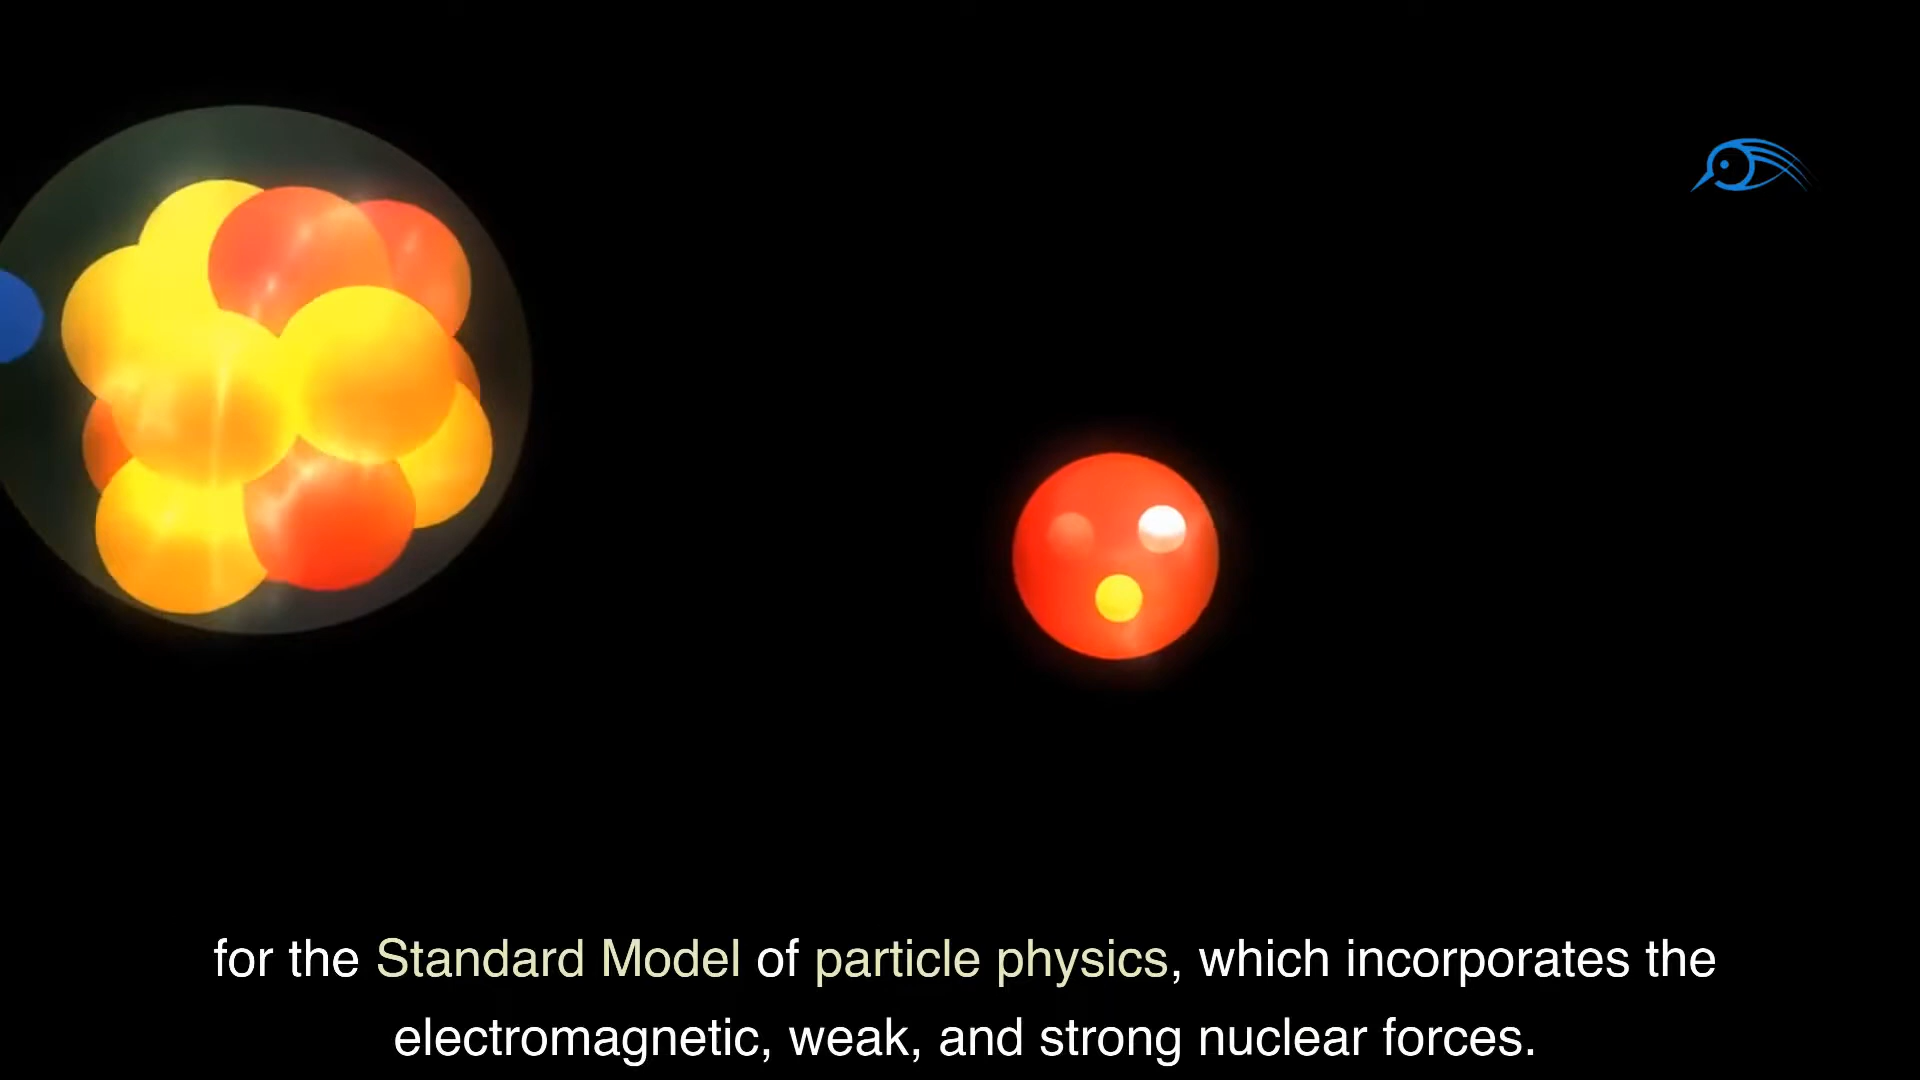 for the Standard Model of particle physics, which incorporates the
electromagnetic, weak, and strong nuclear forces.